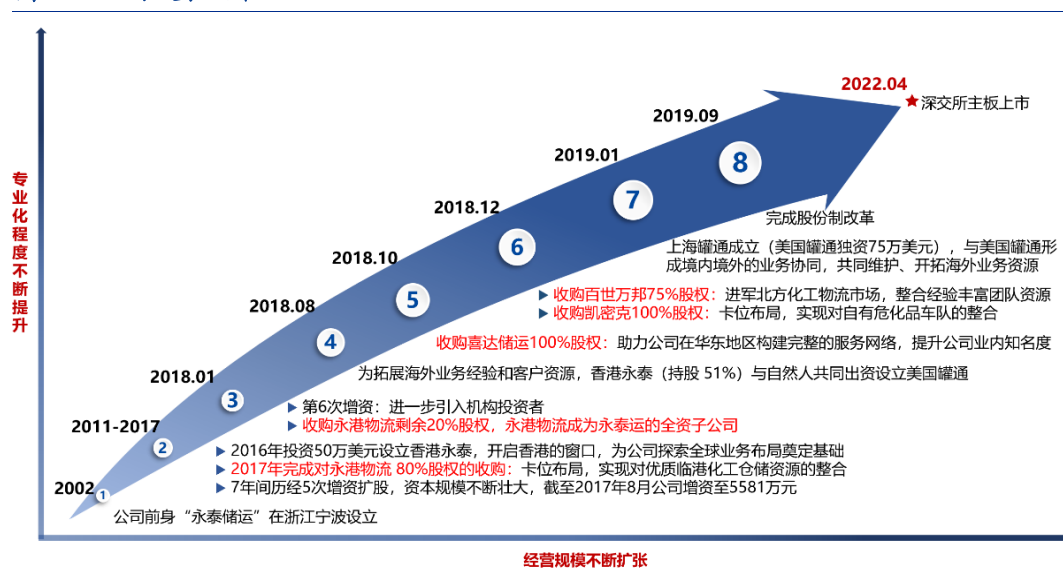 2022.04
深交所主板上市
2019.09
8
完成股份制改革
2019.01
7
上海罐通成立（美国罐通独资75万美元），与美国罐通形
成境内境外的业务协同，共同维护、开拓海外业务资源
2018.12
6
收购百世万邦75%股权：进军北方化工物流市场，整合经验丰富团队资源
收购凯密克100%股权：卡位布局，实现对自有危化品车队的整合
2018.10
5
收购喜达储运100%股权：助力公司在华东地区构建完整的服务网络，提升公司业内知名度
2018.08
4
为拓展海外业务经验和客户资源，香港永泰（持股 51%）与自然人共同出资设立美国罐通
2018.01
3
第6次增资：进一步引入机构投资者
收购永港物流剩余20%股权，永港物流成为永泰运的全资子公司
2011-2017
2
2016年投资50万美元设立香港永泰，开启香港的窗口，为公司探索全球业务布局奠定基础
2017年完成对永港物流 80%股权的收购：卡位布局，实现对优质临港化工仓储资源的整合
7年间历经5次增资扩股，资本规模不断壮大，截至2017年8月公司增资至5581万元
2002
1
公司前身“永泰储运”在浙江宁波设立
专业化程度不断提升
经营规模不断扩张